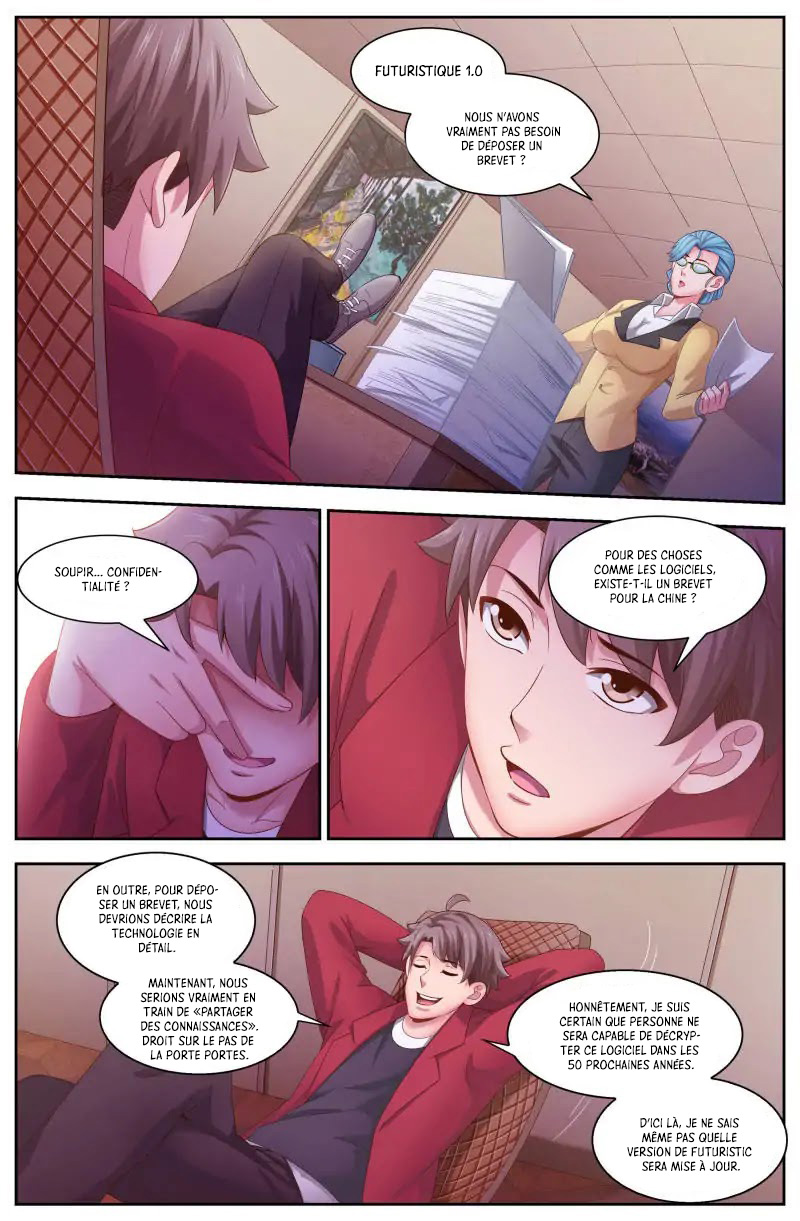 FUTURISTIQUE 1.0
NOUS N'AVONS
VRAIMENT PAS BESOIN
DE DÉPOSER UN
BREVET ?
SOUPIR... CONFIDEN-
TIALITÉ ?
POUR DES CHOSES
COMME LES LOGICIELS,
EXISTE-T-IL UN BREVET
POUR LA CHINE ?
EN OUTRE, POUR DÉPO-
SER UN BREVET, NOUS
DEVRIONS DÉCRIRE LA
TECHNOLOGIE EN
DÉTAIL.
MAINTENANT, NOUS
SERIONS VRAIMENT EN
TRAIN DE «PARTAGER
DES CONNAISSANCES».
DROIT SUR LE PAS DE
LA PORTE PORTES.
HONNÊTEMENT, JE SUIS
CERTAIN QUE PERSONNE NE
SERA CAPABLE DE DÉCRYP-
TER CE LOGICIEL DANS LES
50 PROCHAINES ANNÉES.
D'ICI LÀ, JE NE SAIS
MÊME PAS QUELLE
VERSION DE FUTURISTIC
SERA MISE À JOUR.